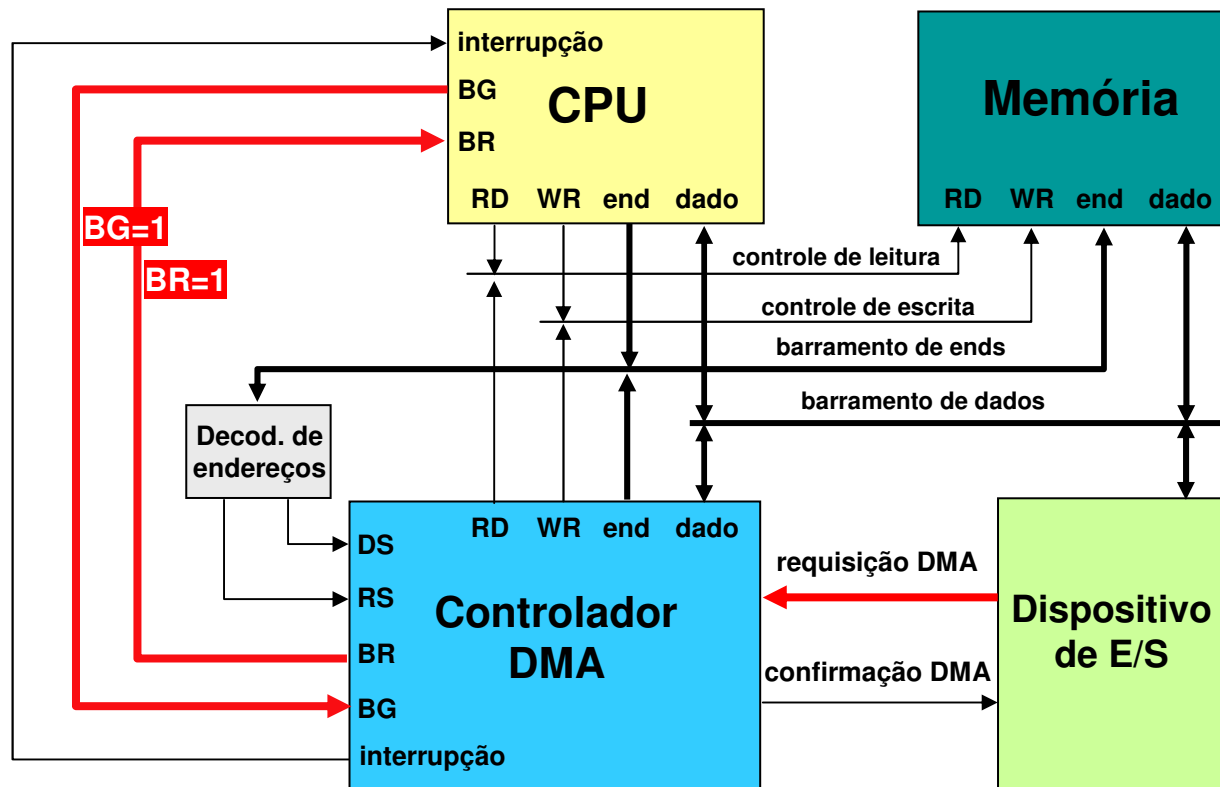 interrupção
BG
CPU
BR
RD WR end dado
Memória
RD WR end dado
BG=1
BR=1
controle de leitura
controle de escrita
barramento de ends
barramento de dados
Decod. de
endereços
RD WR end dado
DS
RS
Controlador
DMA
BR
BG
interrupção
requisição DMA
confirmação DMA
Dispositivo
de E/S